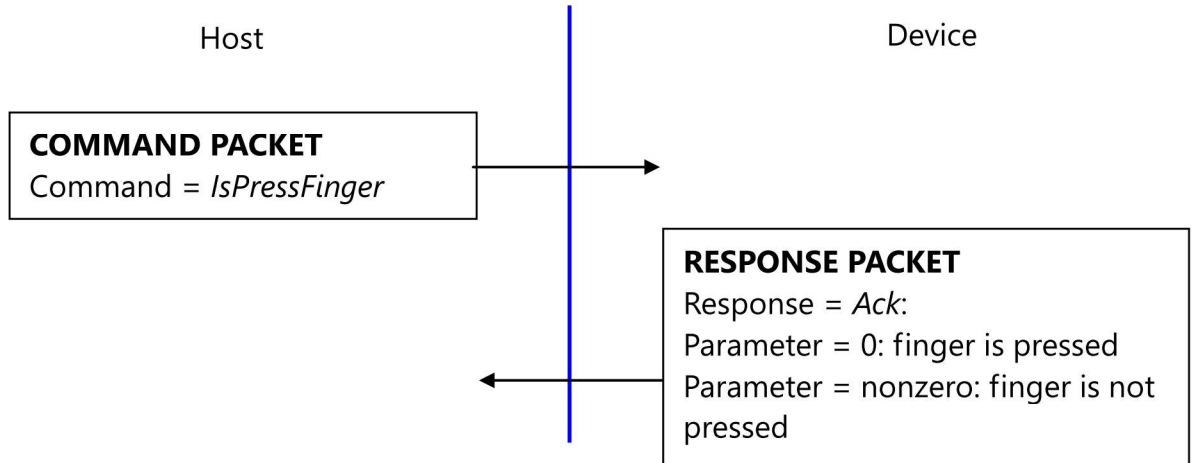 Host
Device
COMMAND PACKET
Command = IsPressFinger
RESPONSE PACKET
Response = Ack:
Parameter = 0: finger is pressed
Parameter = nonzero: finger is not
pressed